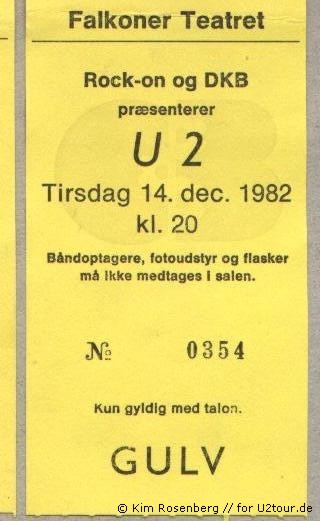 Falkoner Teatret
Rock-on og DKB
præsenterer
U 2
Tirsdag 14. dec. 1982
kl. 20
Båndoptagere, fotoudstyr og flasker
må ikke medtages i salen.
№ 0354
Kun gyldig med talon.
GULV
© Kim Rosenberg // for U2tour.de